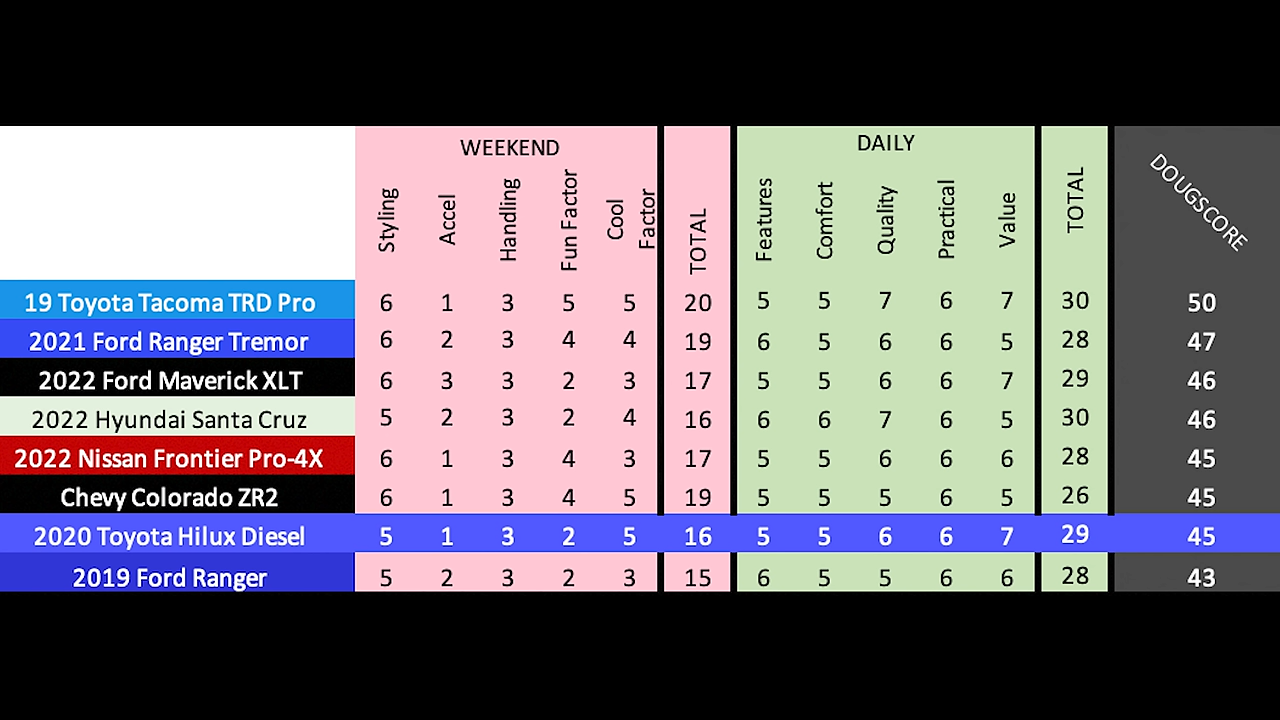 WEEKEND
DAILY
Styling Accel Handling Fun Factor Cool Factor TOTAL Features Comfort Quality Practical Value TOTAL DOUGSCORE
19 Toyota Tacoma TRD Pro 6 1 3 5 5 20 5 5 7 6 7 30 50
2021 Ford Ranger Tremor 6 2 3 4 4 19 6 5 6 6 5 28 47
2022 Ford Maverick XLT 6 3 3 2 3 17 5 5 6 6 7 29 46
2022 Hyundai Santa Cruz 5 2 3 2 4 16 6 6 7 6 5 30 46
2022 Nissan Frontier Pro-4X 6 1 3 4 3 17 5 5 6 6 6 28 45
Chevy Colorado ZR2 6 1 3 4 5 19 5 5 5 6 5 26 45
2020 Toyota Hilux Diesel 5 1 3 2 5 16 5 5 6 6 7 29 45
2019 Ford Ranger 5 2 3 2 3 15 6 5 5 6 6 28 43